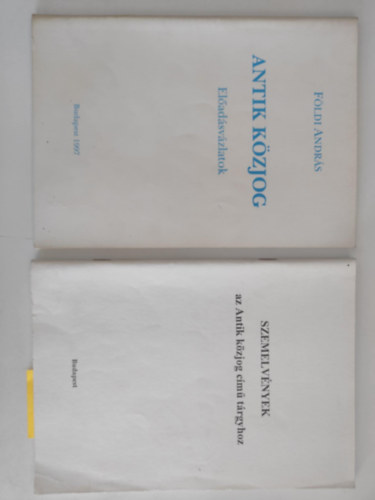 FÖLDI ANDRÁS
ANTIK KÖZJOG
Előadásvázlatok
Budapest 1997
SZEMELVÉNYEK
az Antik közjog című tárgyhoz
Budapest